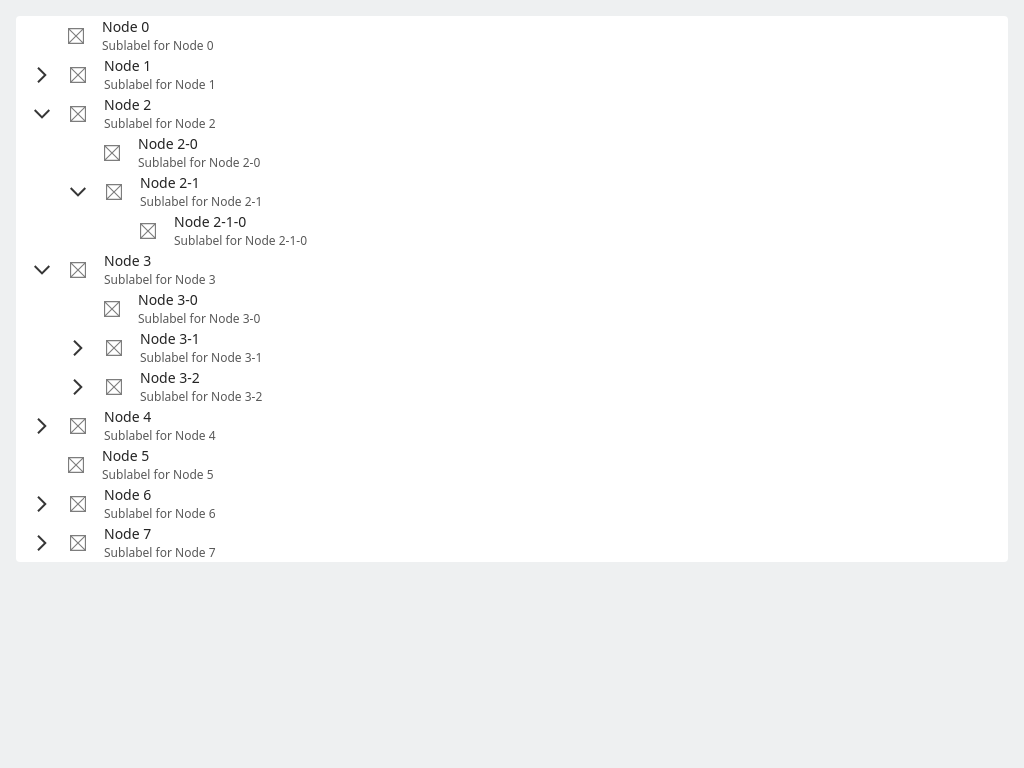 Node 0
Sublabel for Node 0
Node 1
Sublabel for Node 1
Node 2
Sublabel for Node 2
Node 2-0
Sublabel for Node 2-0
Node 2-1
Sublabel for Node 2-1
Node 2-1-0
Sublabel for Node 2-1-0
Node 3
Sublabel for Node 3
Node 3-0
Sublabel for Node 3-0
Node 3-1
Sublabel for Node 3-1
Node 3-2
Sublabel for Node 3-2
Node 4
Sublabel for Node 4
Node 5
Sublabel for Node 5
Node 6
Sublabel for Node 6
Node 7
Sublabel for Node 7